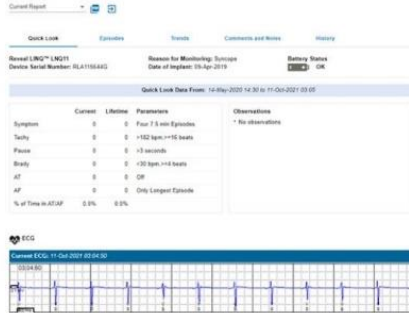 Current Report
Quick Look Episodes Trends Comments and Notes History
Reveal LINQ™ LNQ11 Reason for Monitoring: Syncope Battery Status
Device Serial Number: Date of Implant: 09-Apr-2019 OK
Quick Look Data From: 14-May-2020 14:30 to 11-Oct-2021 03:05
Current Lifetime Parameters Observations
Symptom 0 0 Four 7.5 min Episodes * No observations
Tachy 0 0 >182 bpm,>=16 beats
Pause 0 0 >3 seconds
Brady 0 0 <30 bpm,>=4 beats
AT 0 0 Off
AF 0 0 Only Longest Episode
% of Time in AT/AF 0.0% 0.0%
ECG
Current ECG: 11-Oct-2021 03:04:50
03:04:50